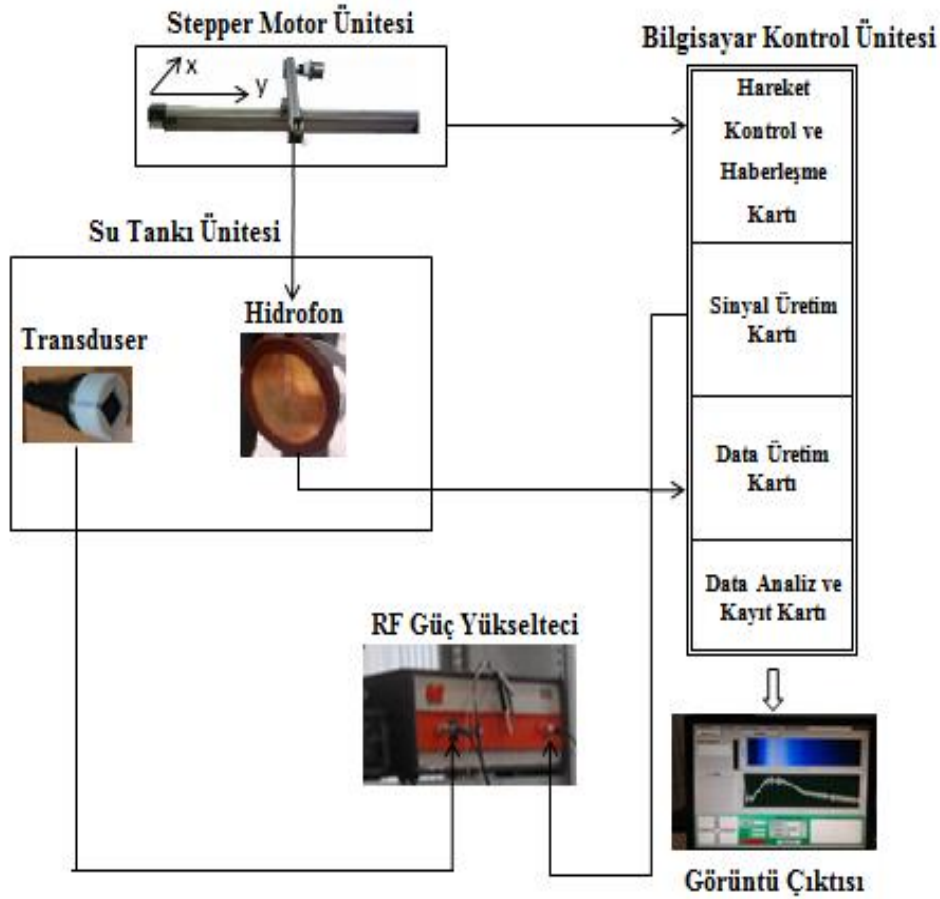 Stepper Motor Ünitesi
x
y
Bilgisayar Kontrol Ünitesi
Hareket
Kontrol ve
Haberleşme
Kartı
Su Tankı Ünitesi
Transduser
Hidrofon
Sinyal Üretim
Kartı
Data Üretim
Kartı
Data Analiz ve
Kayıt Kartı
RF Güç Yükselteci
Görüntü Çıktısı